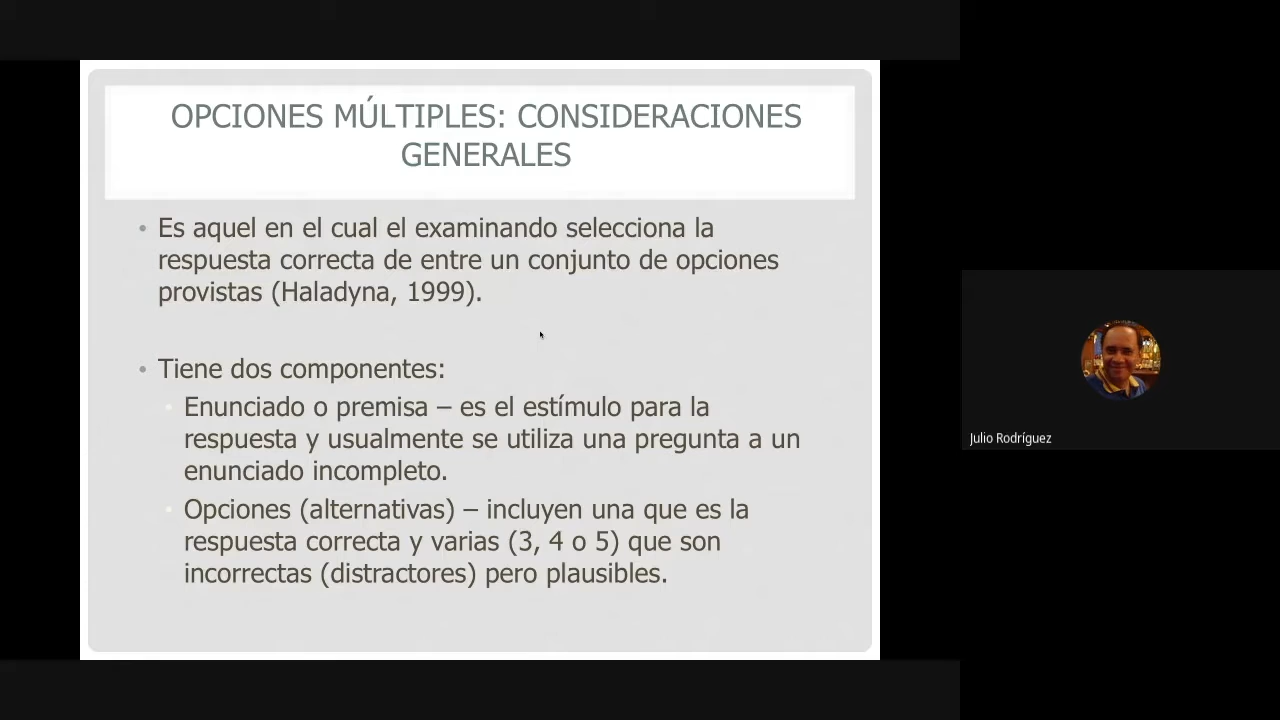 OPCIONES MÚLTIPLES: CONSIDERACIONES
GENERALES
• Es aquel en el cual el examinando selecciona la
respuesta correcta de entre un conjunto de opciones
provistas (Haladyna, 1999).
• Tiene dos componentes:
• Enunciado o premisa – es el estímulo para la
respuesta y usualmente se utiliza una pregunta a un
enunciado incompleto.
• Opciones (alternativas) – incluyen una que es la
respuesta correcta y varias (3, 4 o 5) que son
incorrectas (distractores) pero plausibles.
Julio Rodríguez